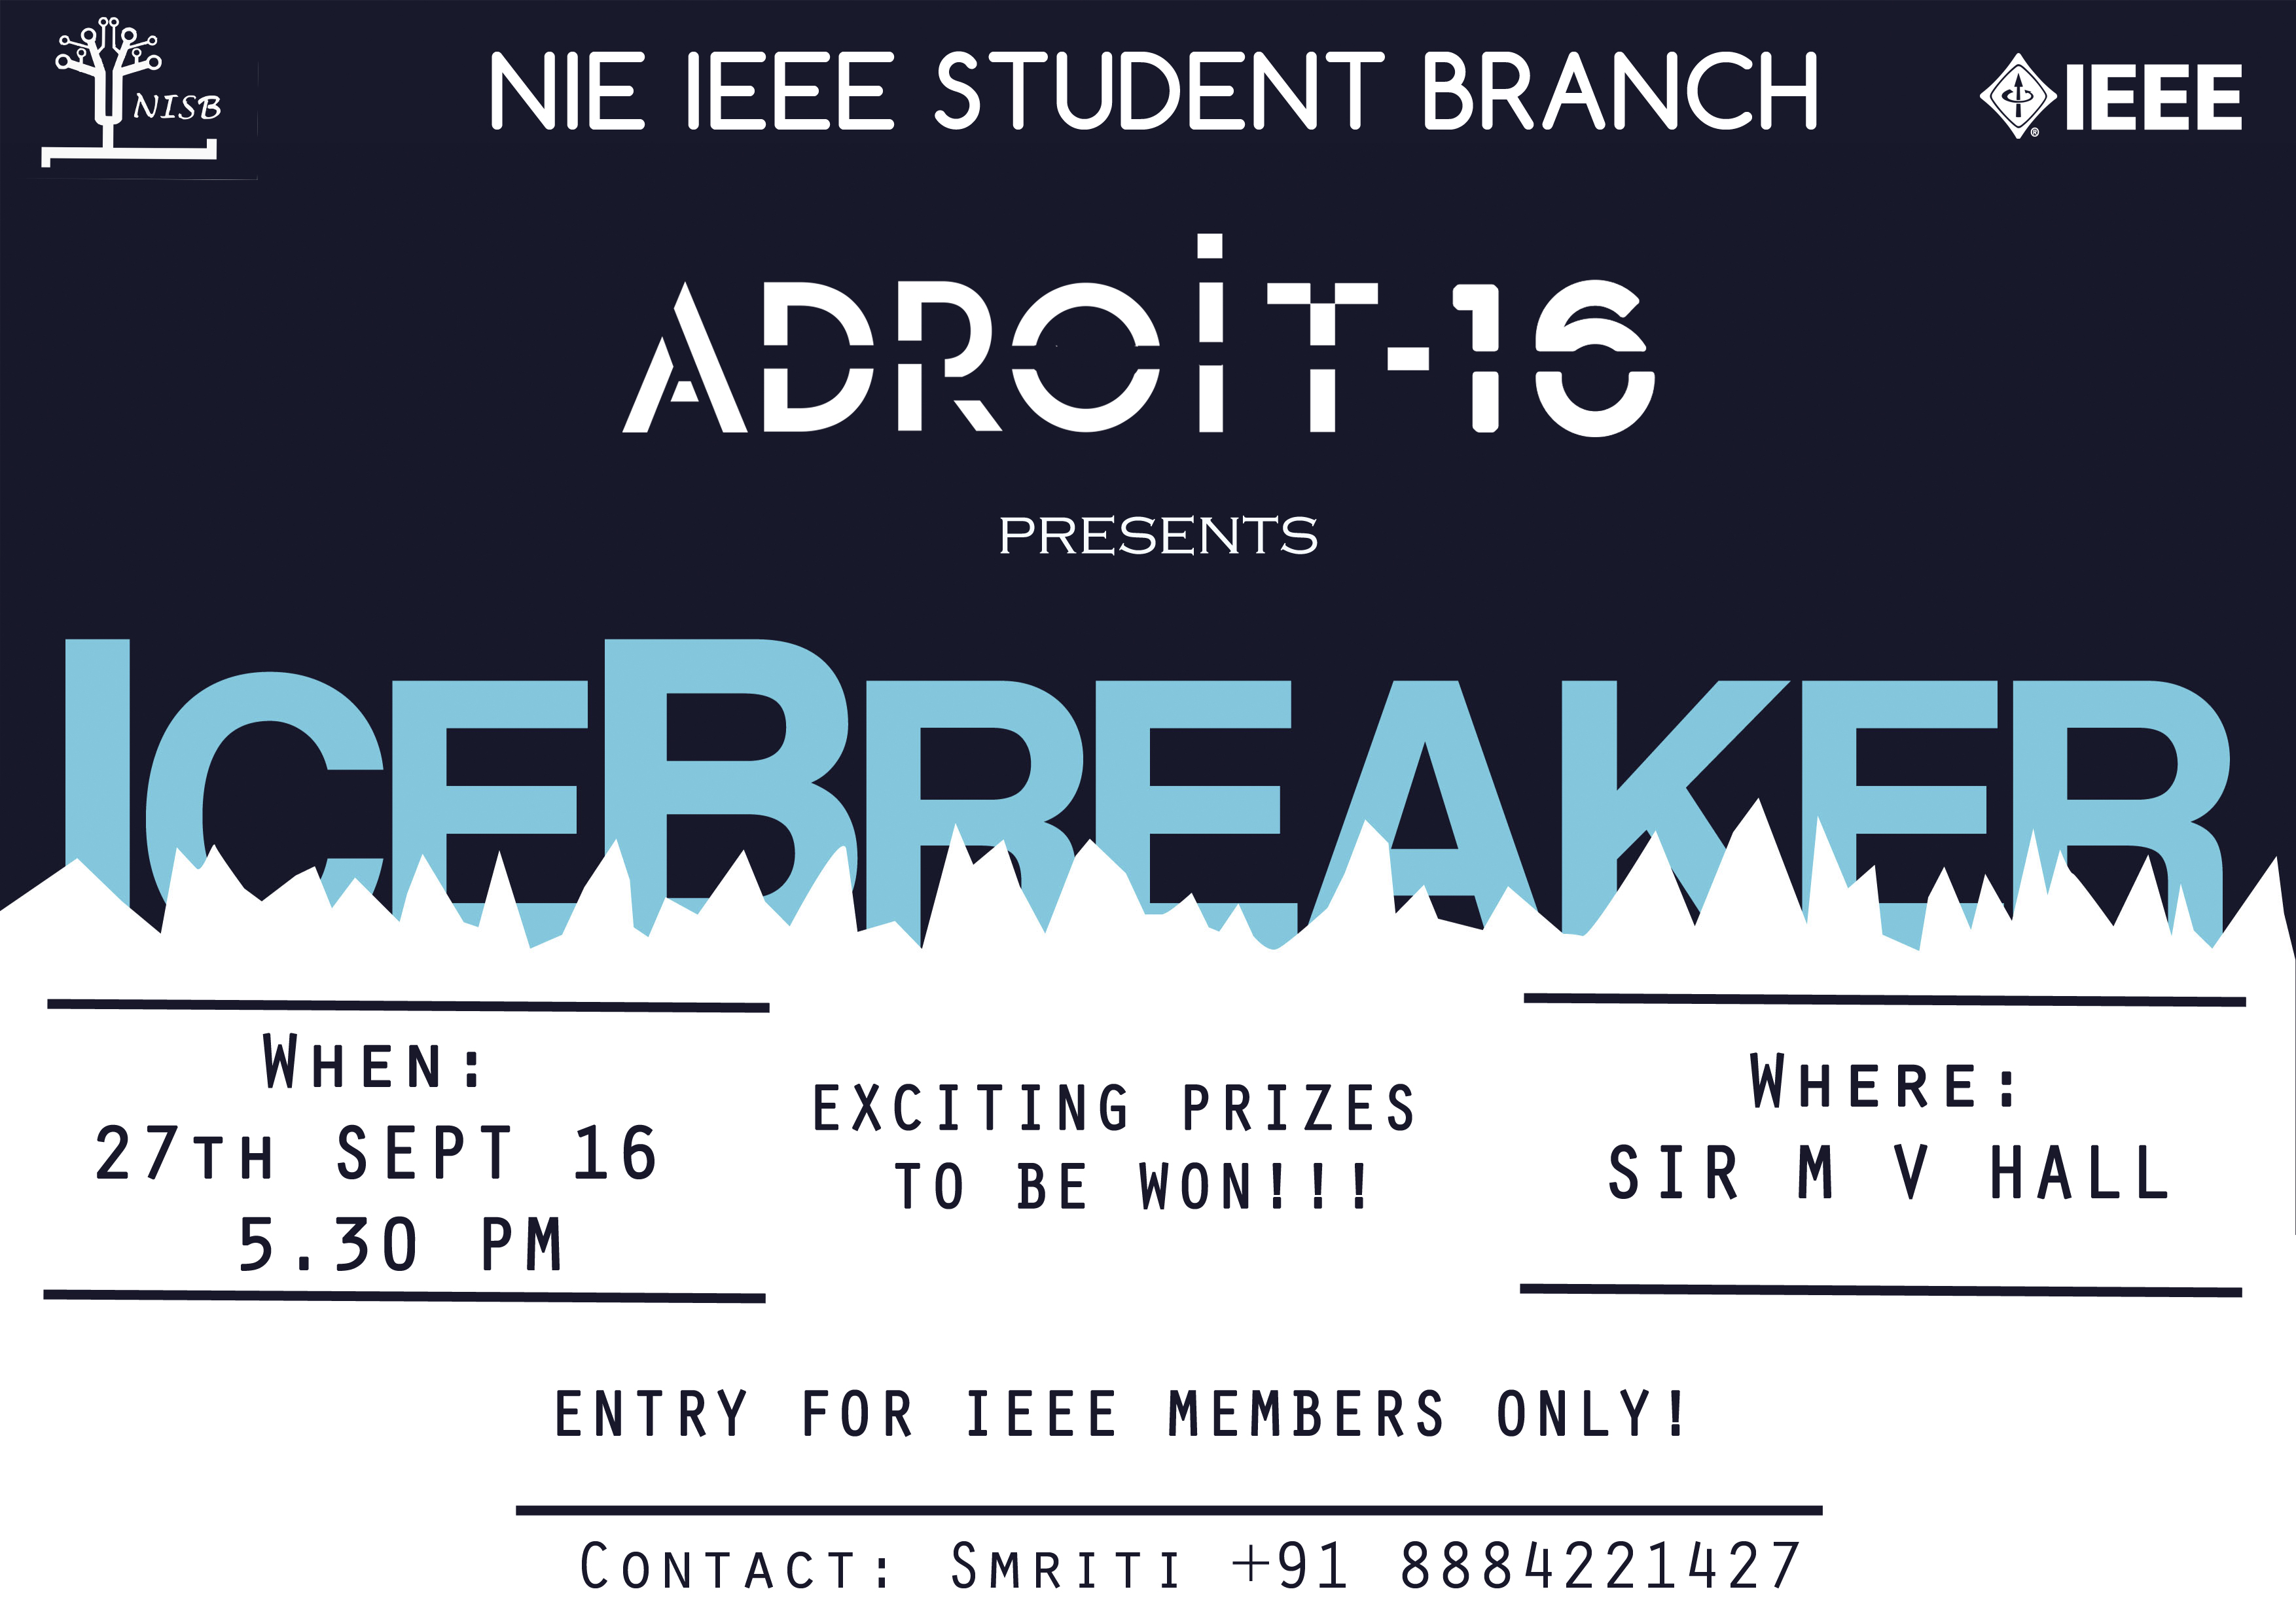 NISB
NIE IEEE STUDENT BRANCH
IEEE
ADROIT-16
PRESENTS
ICEBREAKER
WHEN:
27TH SEPT 16
5.30 PM
EXCITING PRIZES
TO BE WON!!!
WHERE:
SIR M V HALL
ENTRY FOR IEEE MEMBERS ONLY!
CONTACT: SMRITI +91 8884221427